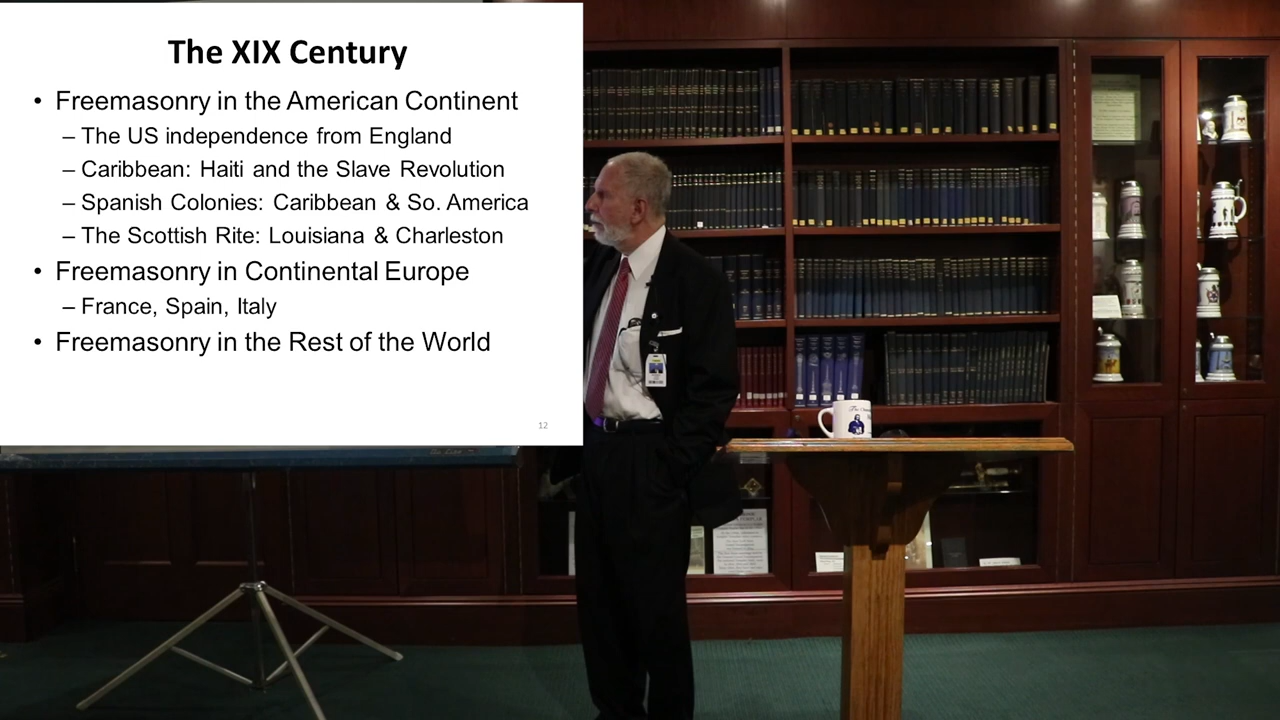 The XIX Century
• Freemasonry in the American Continent
– The US independence from England
– Caribbean: Haiti and the Slave Revolution
– Spanish Colonies: Caribbean & So. America
– The Scottish Rite: Louisiana & Charleston
• Freemasonry in Continental Europe
– France, Spain, Italy
• Freemasonry in the Rest of the World
12